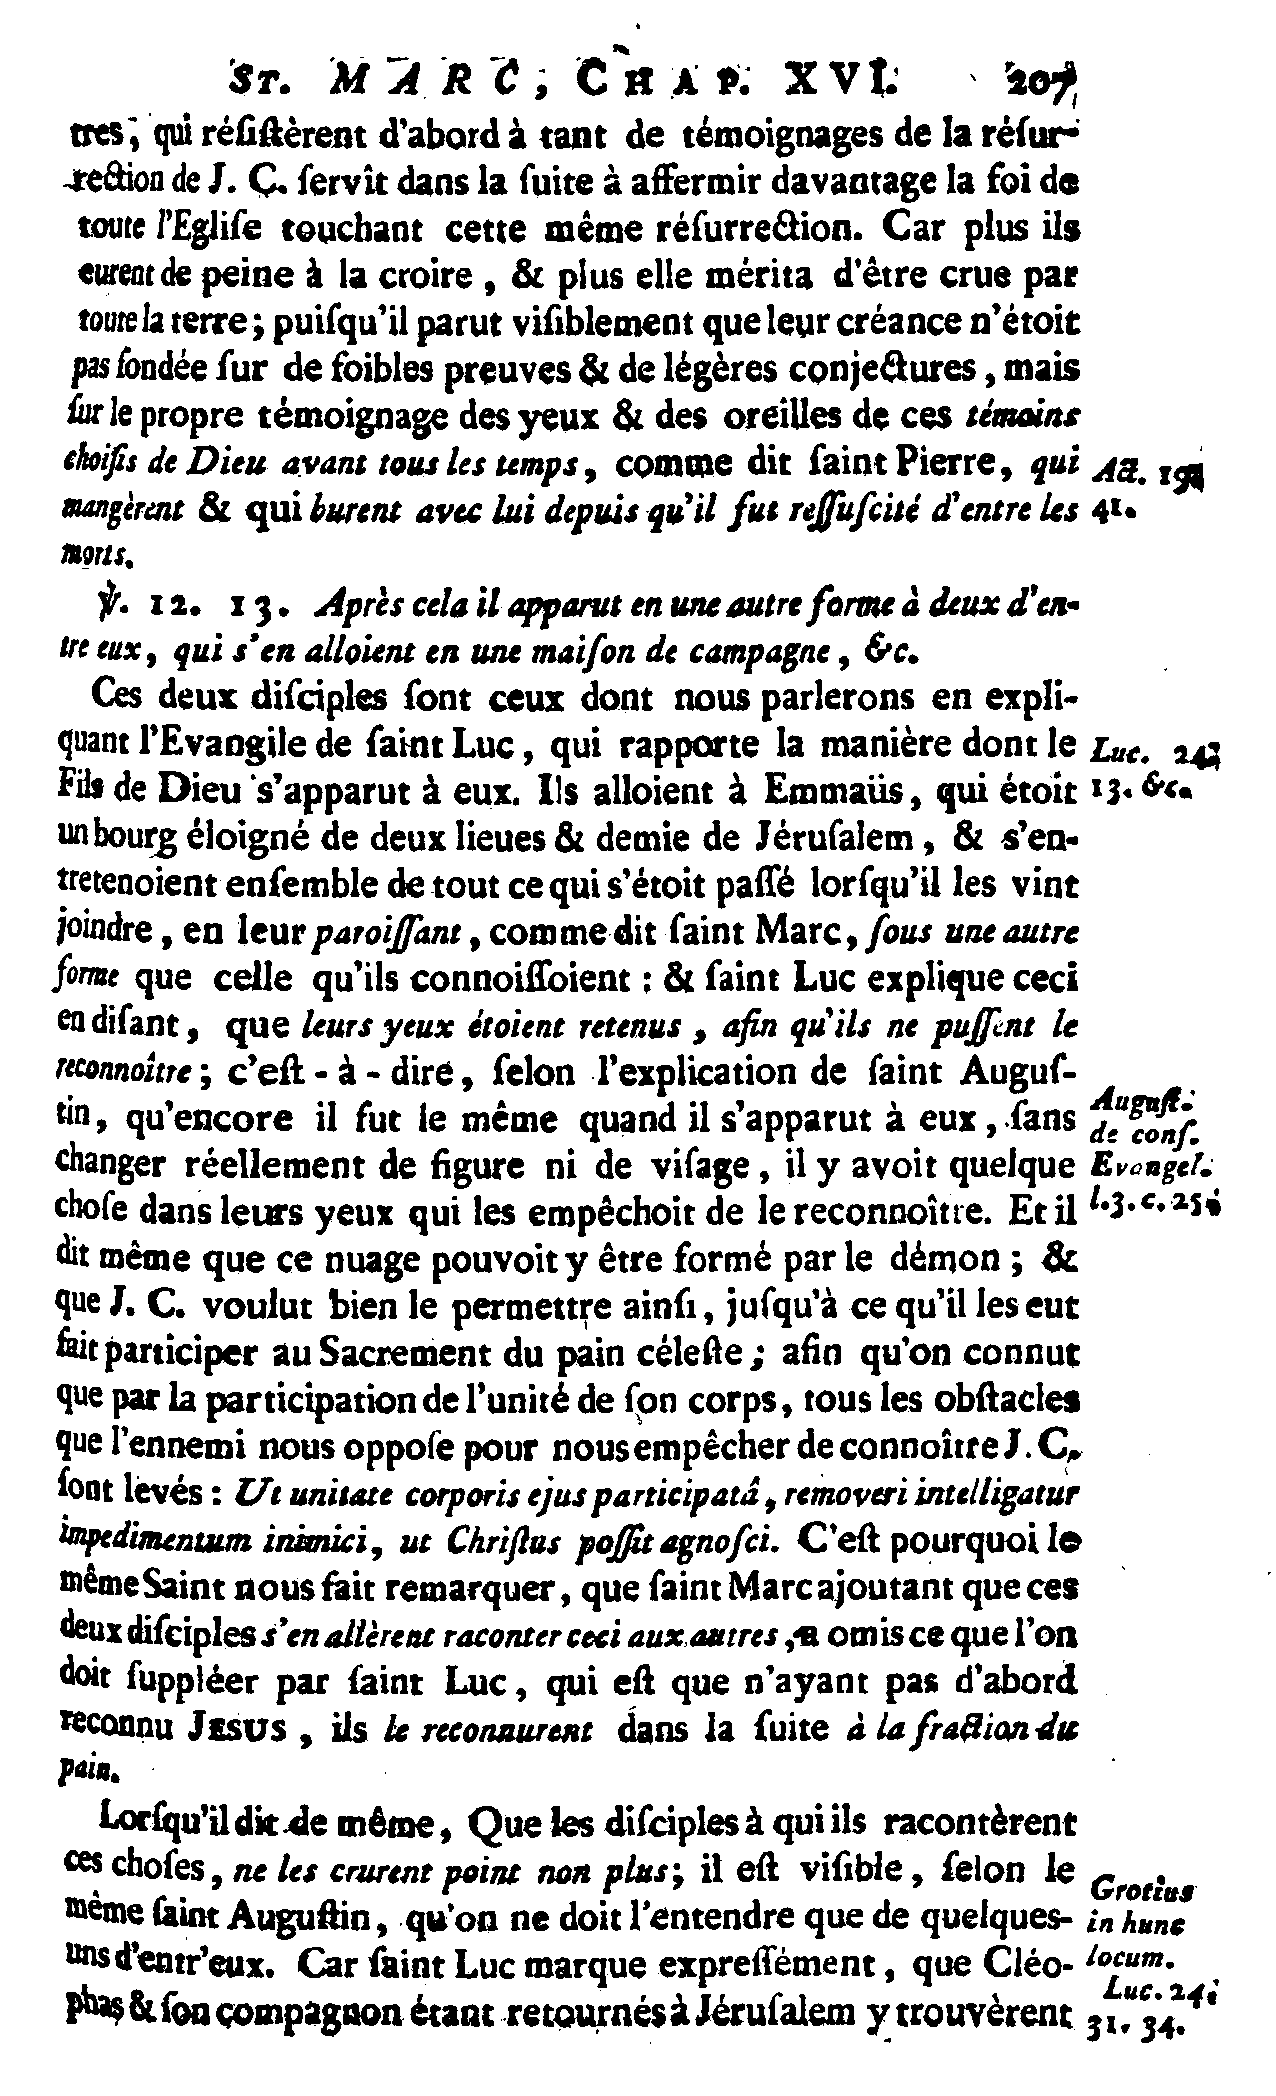 ST. MARC, CHAP. XVI. 207
tres, qui réſiſtèrent d'abord à tant de témoignages de la réſur-
rection de J. C. ſervît dans la ſuite à affermir davantage la foi de
toute l'Egliſe touchant cette même réſurrection. Car plus ils
eurent de peine à la croire, & plus elle mérita d'être crue par
toute la terre; puiſqu'il parut viſiblement que leur créance n'étoit
pas fondée ſur de foibles preuves & de légères conjectures, mais
ſur le propre témoignage des yeux & des oreilles de ces témoins
choiſis de Dieu avant tous les temps, comme dit ſaint Pierre, qui
Act. 19
mangèrent & qui burent avec lui depuis qu'il fut reſſuſcité d'entre les
41.
morts.
℣. 12. 13. Après cela il apparut en une autre forme à deux d'en-
tre eux, qui s'en alloient en une maiſon de campagne, &c.
Ces deux diſciples ſont ceux dont nous parlerons en expli-
quant l'Evangile de ſaint Luc, qui rapporte la manière dont le
Luc. 24
Fils de Dieu s'apparut à eux. Ils alloient à Emmaüs, qui étoit
13. &c.
un bourg éloigné de deux lieues & demie de Jéruſalem, & s'en-
tretenoient enſemble de tout ce qui s'étoit paſſé lorſqu'il les vint
joindre, en leur paroiſſant, comme dit ſaint Marc, ſous une autre
forme que celle qu'ils connoiſſoient : & ſaint Luc explique ceci
en diſant, que leurs yeux étoient retenus, afin qu'ils ne puſſent le
reconnoître; c'eſt-à-dire, ſelon l'explication de ſaint Auguſ-
tin, qu'encore il fut le même quand il s'apparut à eux, ſans
Auguſt.
de conſ.
changer réellement de figure ni de viſage, il y avoit quelque
Evangel.
choſe dans leurs yeux qui les empêchoit de le reconnoître. Et il
l. 3. c. 25.
dit même que ce nuage pouvoit y être formé par le démon; &
que J. C. voulut bien le permettre ainſi, juſqu'à ce qu'il les eut
fait participer au Sacrement du pain céleſte; afin qu'on connut
que par la participation de l'unité de ſon corps, tous les obſtacles
que l'ennemi nous oppoſe pour nous empêcher de connoître J. C.
ſont levés : Ut unitate corporis ejus participatâ, removeri intelligatur
impedimentum inimici, ut Chriſtus poſſit agnoſci. C'eſt pourquoi le
même Saint nous fait remarquer, que ſaint Marc ajoutant que ces
deux diſciples s'en allèrent raconter ceci aux autres, a omis ce que l'on
doit ſuppléer par ſaint Luc, qui eſt que n'ayant pas d'abord
reconnu JESUS, ils le reconnurent dans la ſuite à la fraction du
pain.
Lorſqu'il dit de même, Que les diſciples à qui ils racontèrent
ces choſes, ne les crurent point non plus; il eſt viſible, ſelon le
Grotius
même ſaint Auguſtin, qu'on ne doit l'entendre que de quelques-
in hunc
uns d'entr'eux. Car ſaint Luc marque expreſſément, que Cléo-
locum.
Luc. 24.
phas & ſon compagnon étant retournés à Jéruſalem y trouvèrent
31. 34.